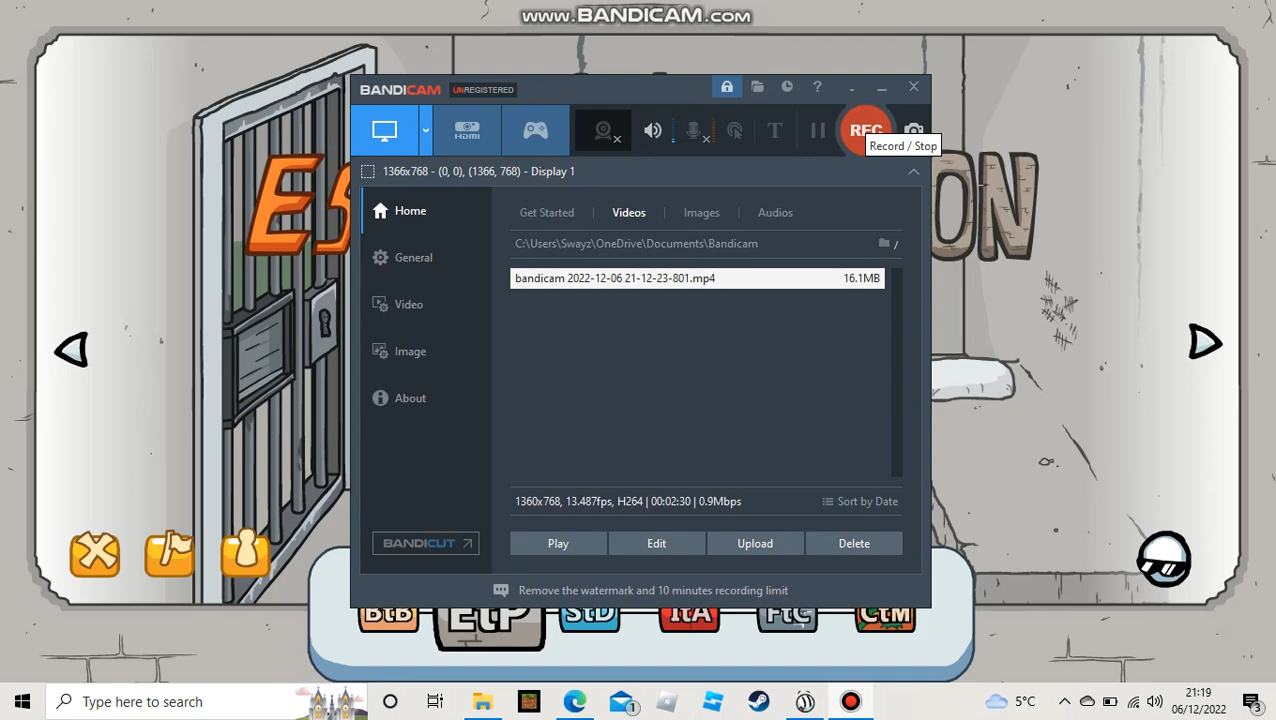 WWW.BANDICAM.COM
BANDICAM UNREGISTERED
?
HDMI
T
REC
Record / Stop
1366x768 - (0, 0), (1366, 768) - Display 1
ES
ON
Home
General
Video
Image
About
Get Started
Videos
Images
Audios
C:\Users\Swayz\OneDrive\Documents\Bandicam
/
bandicam 2022-12-06 21-12-23-801.mp4 16.1MB
1360x768, 13.487fps, H264 | 00:02:30 | 0.9Mbps
Sort by Date
BANDICUT
Play
Edit
Upload
Delete
Remove the watermark and 10 minutes recording limit
BtB
EtP
StD
ItA
FtC
CtM
Type here to search
1
5°C
21:19
06/12/2022
3